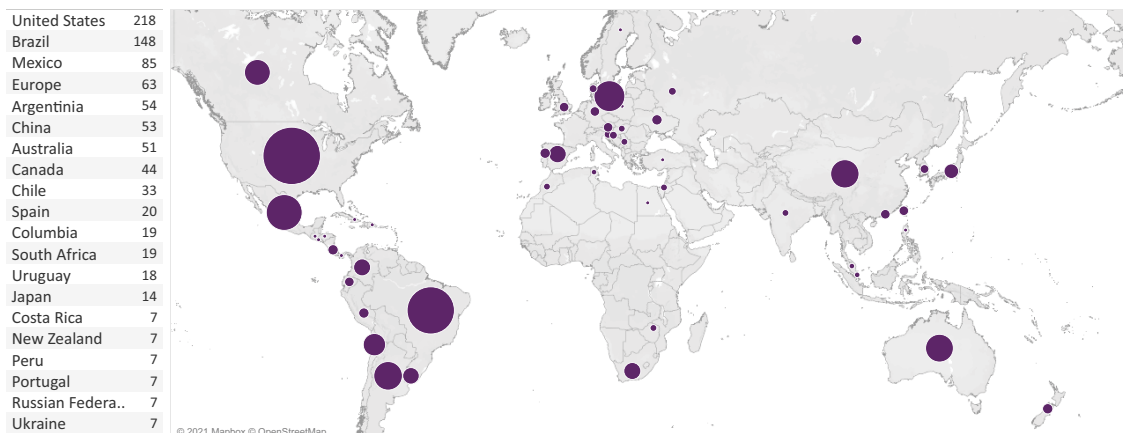 United States 218
Brazil 148
Mexico 85
Europe 63
Argentinia 54
China 53
Australia 51
Canada 44
Chile 33
Spain 20
Columbia 19
South Africa 19
Uruguay 18
Japan 14
Costa Rica 7
New Zealand 7
Peru 7
Portugal 7
Russian Federa.. 7
Ukraine 7
© 2021 Mapbox © OpenStreetMap